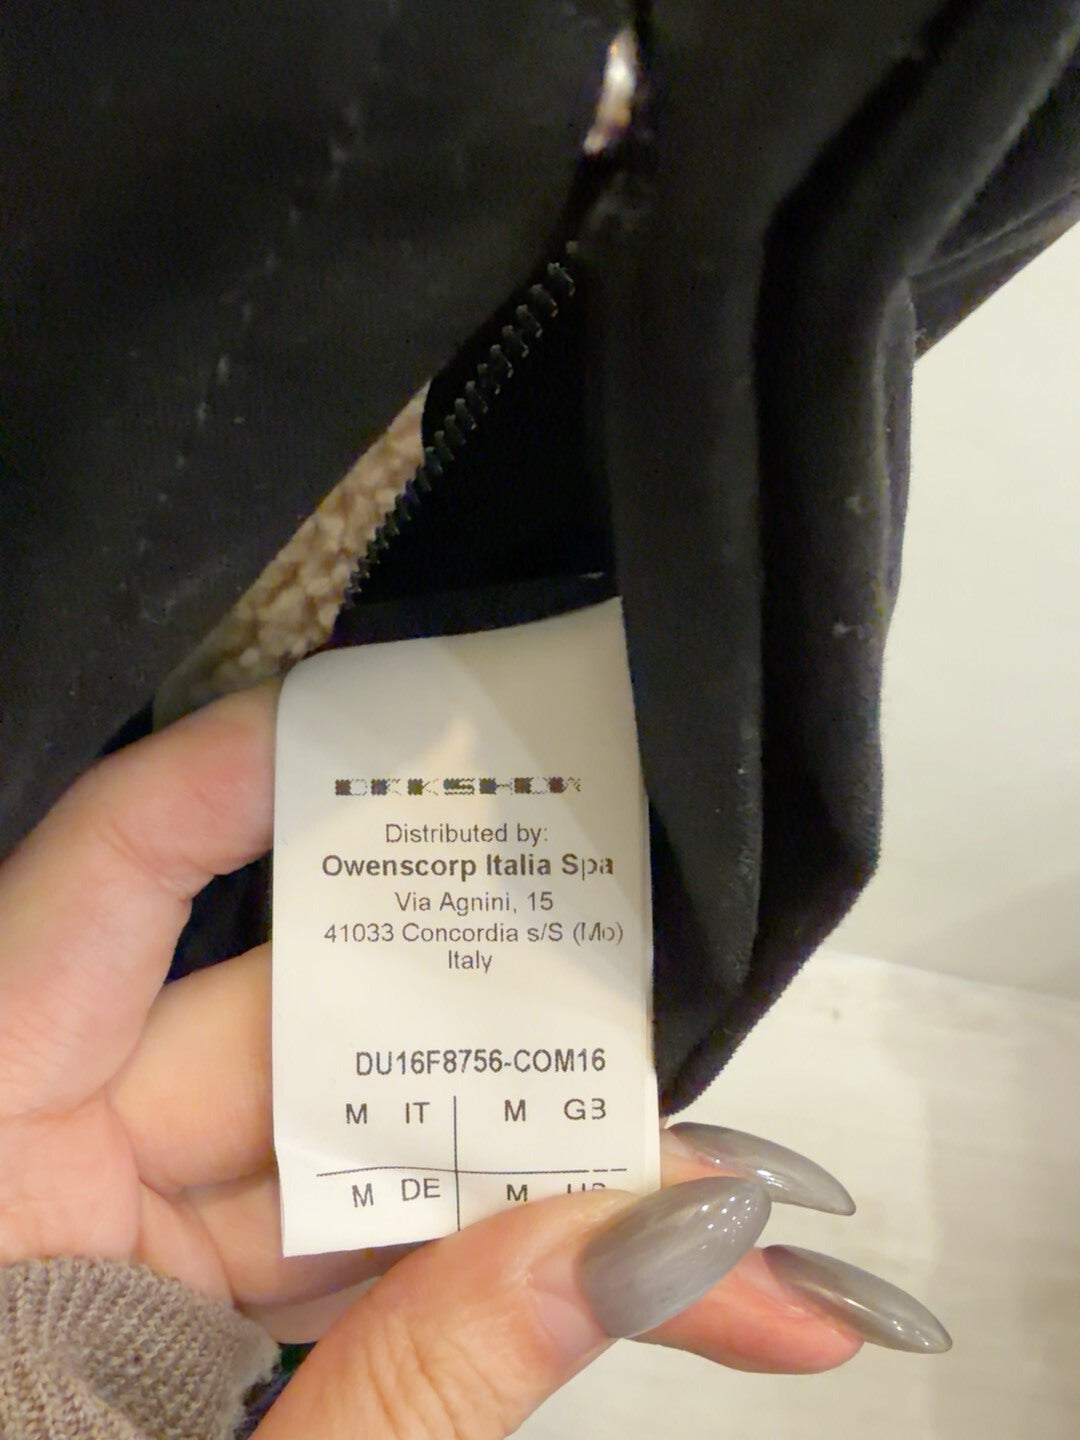 DRKSHDW
Distributed by:
Owenscorp Italia Spa
Via Agnini, 15
41033 Concordia s/S (Mo)
Italy
DU16F8756-COM16
M IT M GB
M DE M